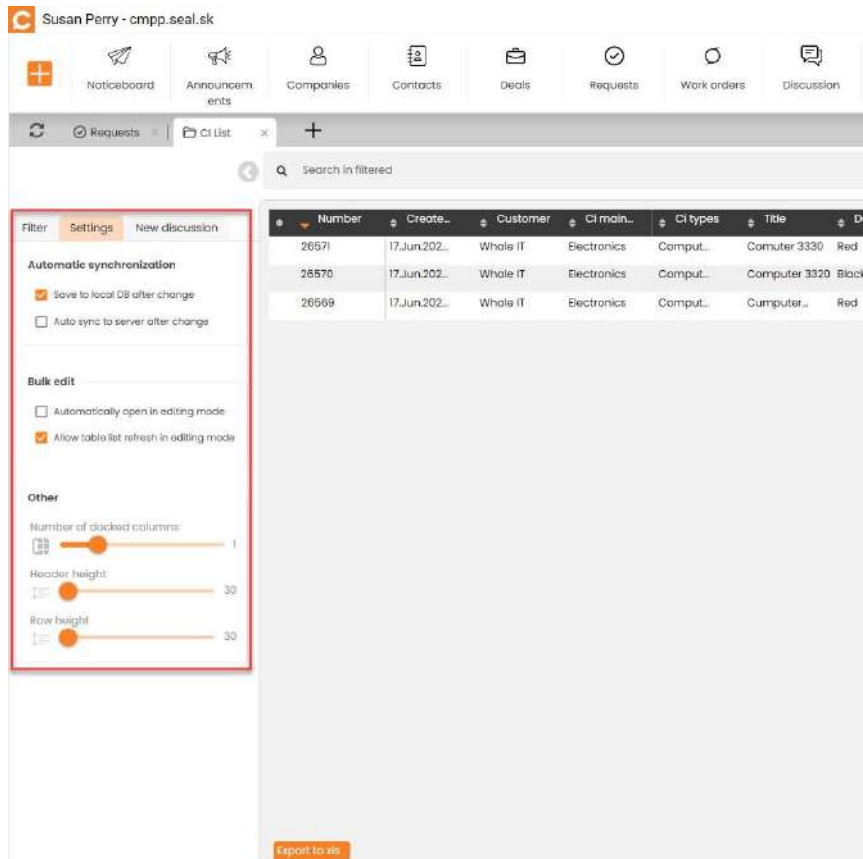 Susan Perry - cmpp.seal.sk
Noticeboard
Announcem
ents
Companies
Contacts
Deals
Requests
Work orders
Discussion
Requests
CI List
Search in filtered
Filter Settings New discussion
Automatic synchronization
Save to local DB after change
Auto sync to server after change
Bulk edit
Automatically open in editing mode
Allow table list refresh in editing mode
Other
Number of docked columns
1
Header height
30
Row height
30
Number Create... Customer CI main... CI types Title
26571 17.Jun.202... Whale IT Electronics Comput... Comuter 3330 Red
26570 17.Jun.202... Whale IT Electronics Comput... Computer 3320 Black
26569 17.Jun.202... Whale IT Electronics Comput... Cumputer... Red
Export to xls